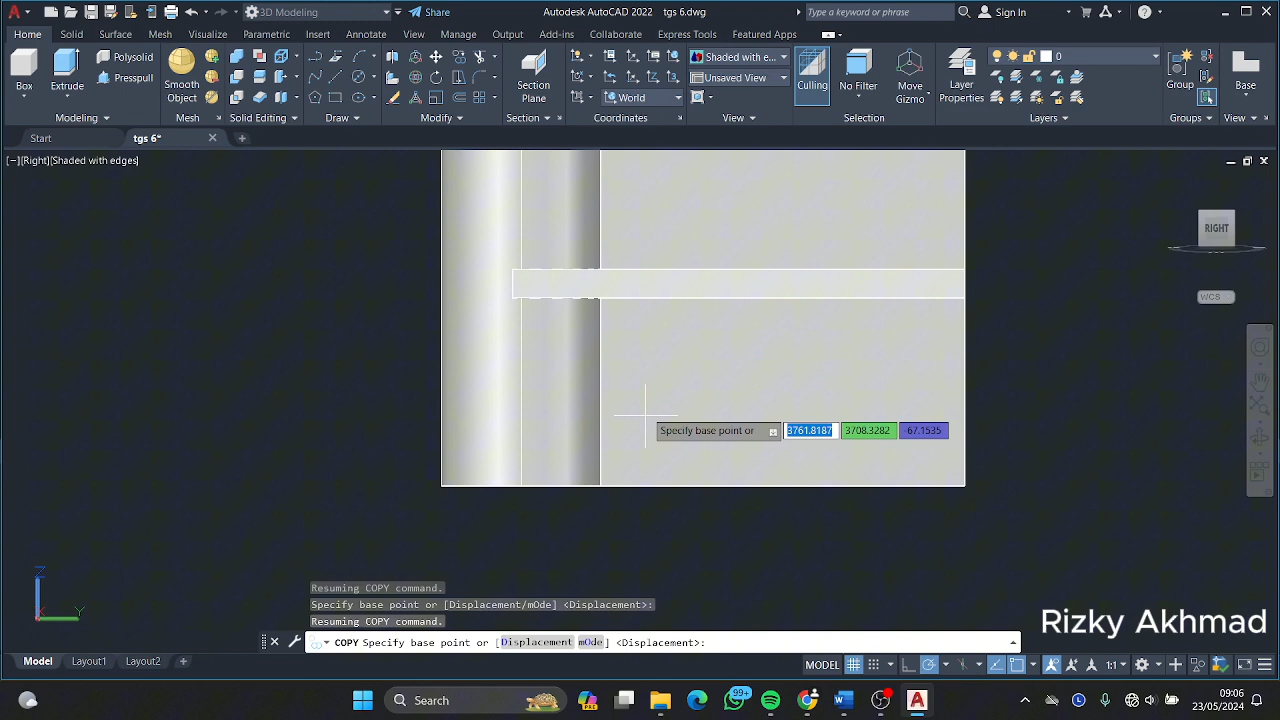 3D Modeling
Share
Autodesk AutoCAD 2022 tgs 6.dwg
Type a keyword or phrase
Sign In
Home Solid Surface Mesh Visualize Parametric Insert Annotate View Manage Output Add-ins Collaborate Express Tools Featured Apps
Box
Extrude
Polysolid
Presspull
Smooth
Object
Section
Plane
World
Shaded with e...
Unsaved View
Culling
No Filter
Move
Gizmo
Layer
Properties
0
Group
Base
Modeling
Mesh
Solid Editing
Draw
Modify
Section
Coordinates
View
Selection
Layers
Groups
View
Start
tgs 6*
[−][Right][Shaded with edges]
RIGHT
WCS
Specify base point or 3761.8187 3708.3282 -67.1535
Z
X
Y
Resuming COPY command.
Specify base point or [Displacement/mOde] <Displacement>:
Resuming COPY command.
COPY Specify base point or [Displacement mOde] <Displacement>:
Rizky Akhmad
Model Layout1 Layout2
MODEL
1:1
Search
PRE
99+
09:06
23/05/2024